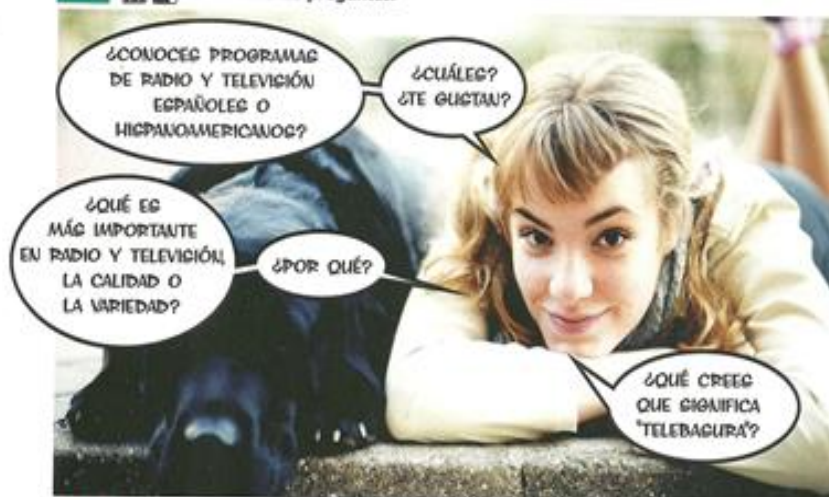 ¿CONOCES PROGRAMAS
DE RADIO Y TELEVISIÓN
ESPAÑOLES O
HISPANOAMERICANOS?
¿CUÁLES?
¿TE GUSTAN?
¿QUÉ ES
MÁS IMPORTANTE
EN RADIO Y TELEVISIÓN,
LA CALIDAD O
LA VARIEDAD?
¿POR QUÉ?
¿QUÉ CREES
QUE SIGNIFICA
"TELEBASURA"?